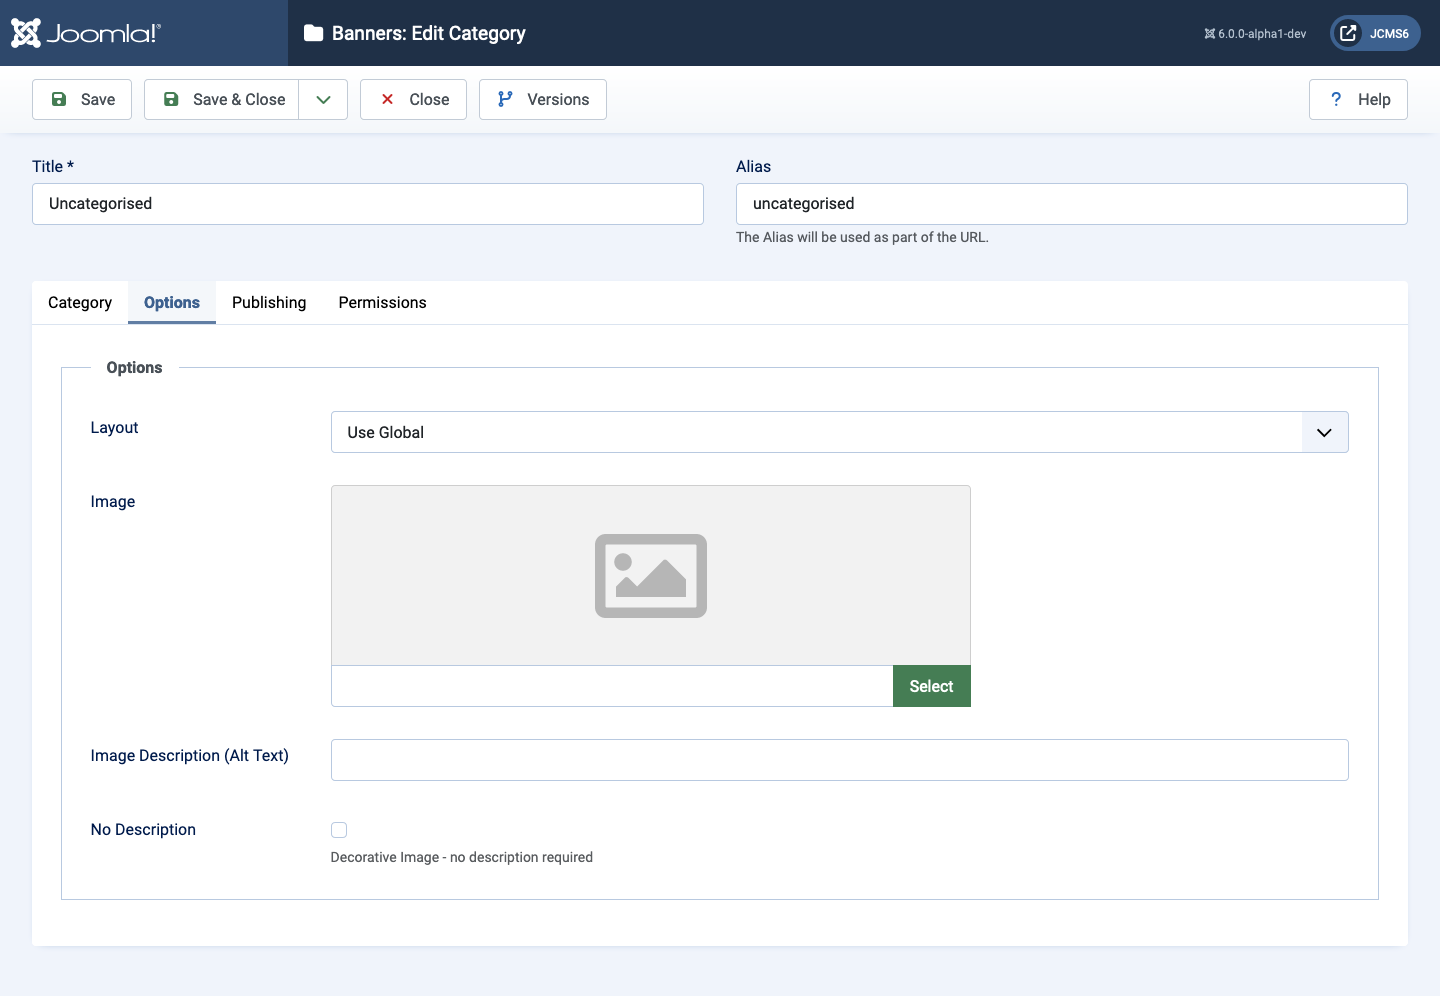 Joomla!®
Banners: Edit Category
6.0.0-alpha1-dev
JCMS6
Save
Save & Close
Close
Versions
? Help
Title *
Alias
Uncategorised
uncategorised
The Alias will be used as part of the URL.
Category
Options
Publishing
Permissions
Options
Layout
Use Global
Image
Select
Image Description (Alt Text)
No Description
Decorative Image - no description required